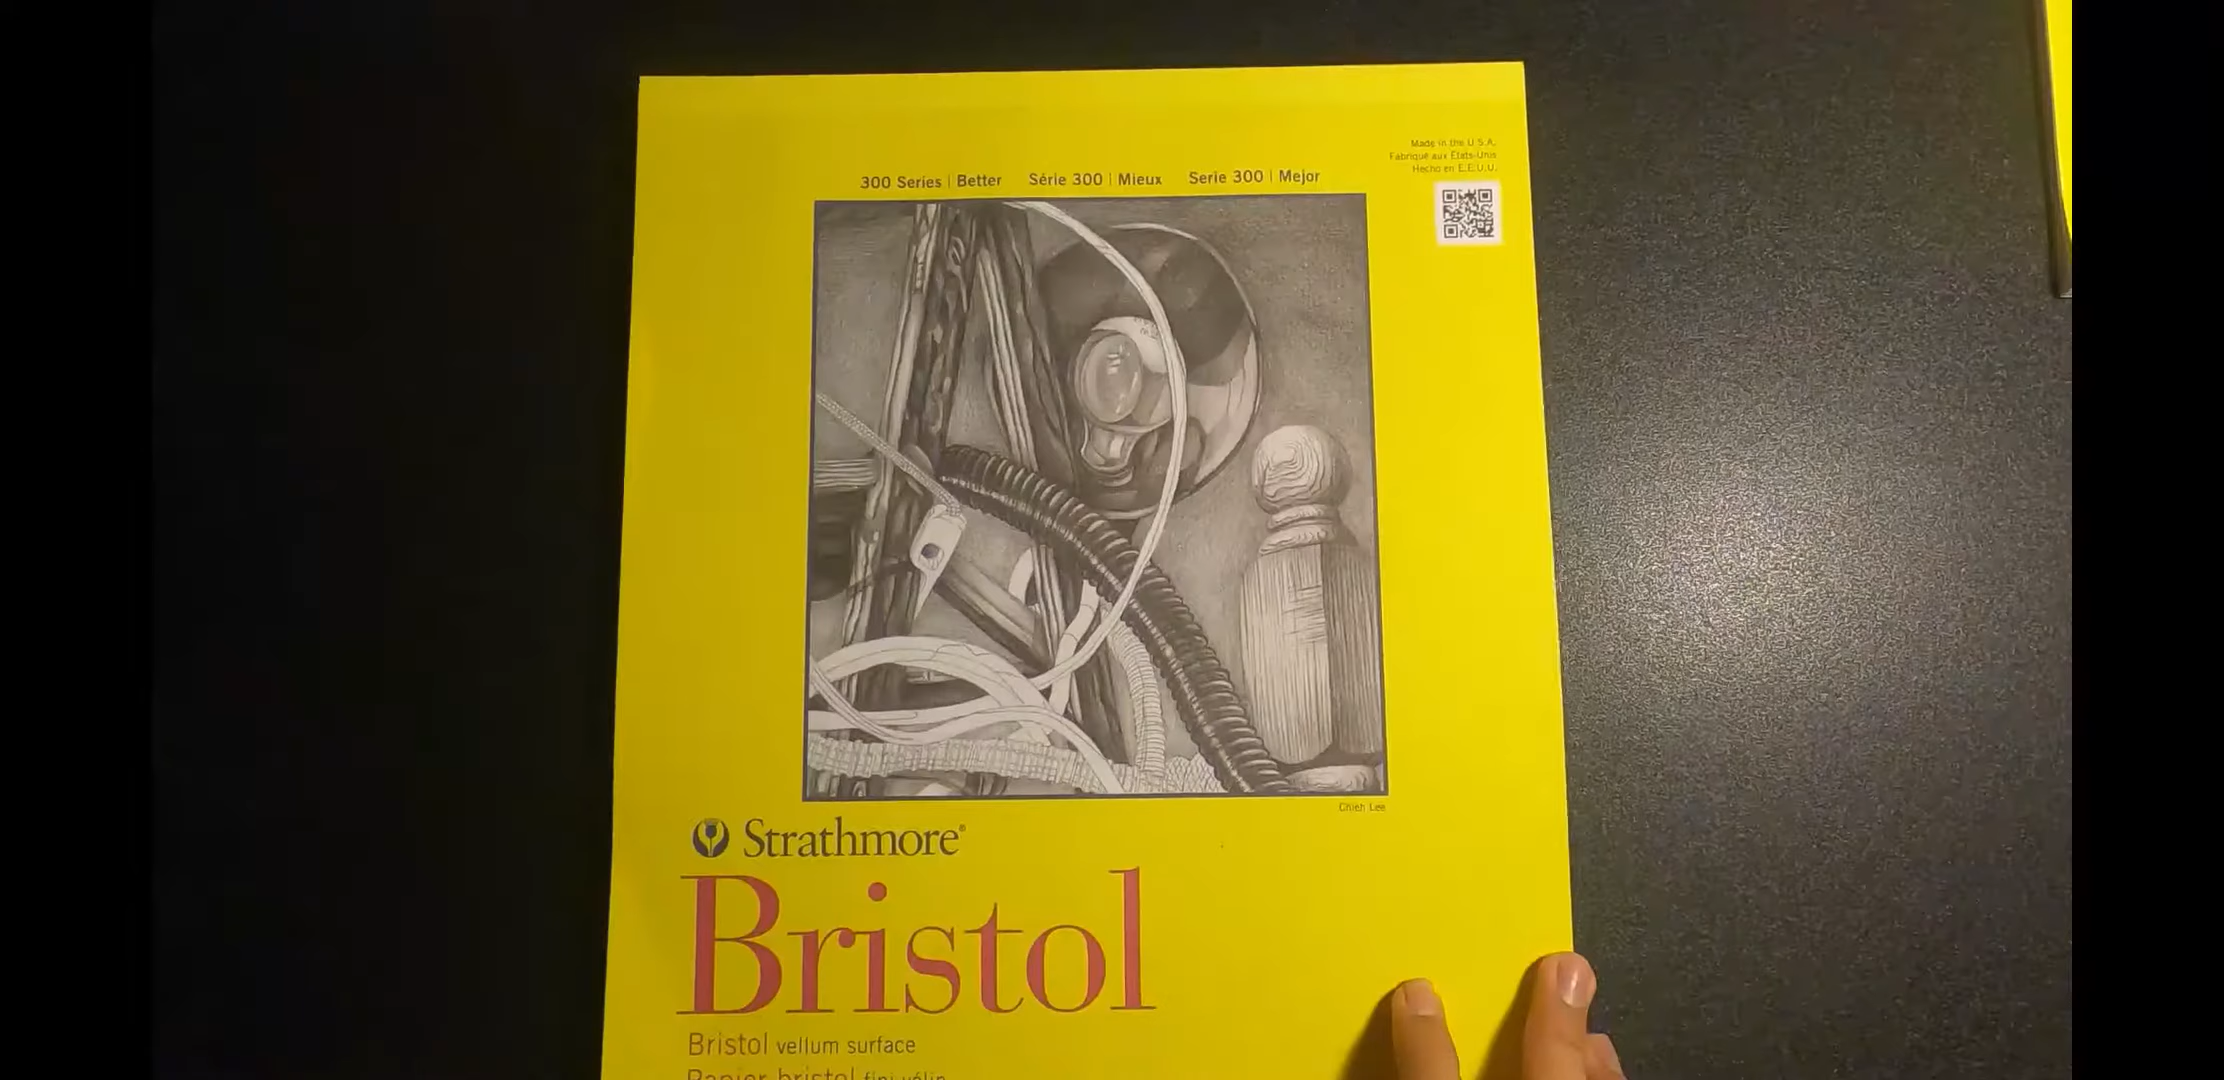 Made in the U.S.A.
Fabriqué aux États-Unis
Hecho en E.E.U.U.
300 Series | Better Série 300 | Mieux Serie 300 | Mejor
Chieh Lee
Strathmore®
Bristol
Bristol vellum surface
Papier bristol fini vélin